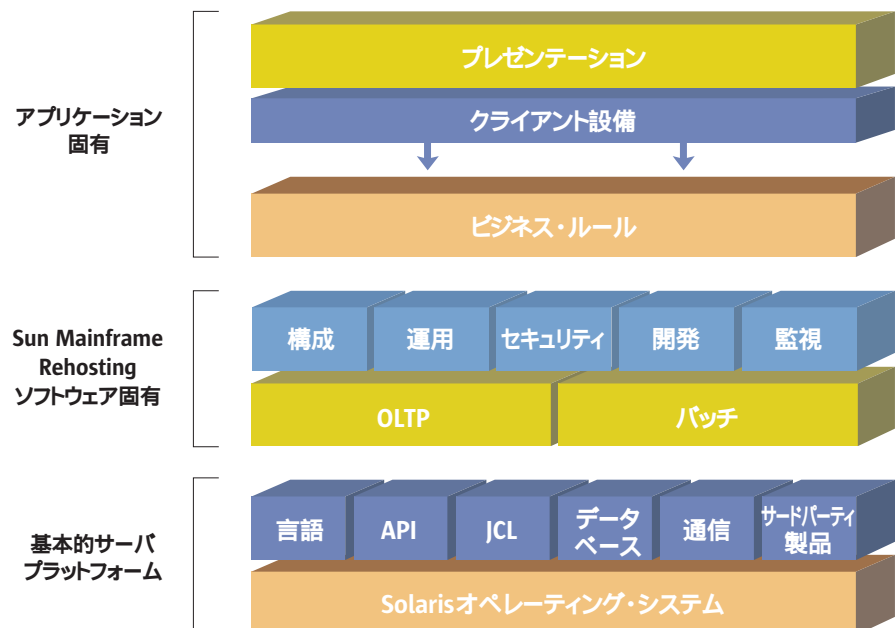 プレゼンテーション
クライアント設備
アプリケーション
固有
ビジネス・ルール
構成
運用
セキュリティ
開発
監視
Sun Mainframe
Rehosting
ソフトウェア固有
OLTP
バッチ
言語
API
JCL
データ
ベース
通信
サードパーティ
製品
基本的サーバ
プラットフォーム
Solarisオペレーティング・システム